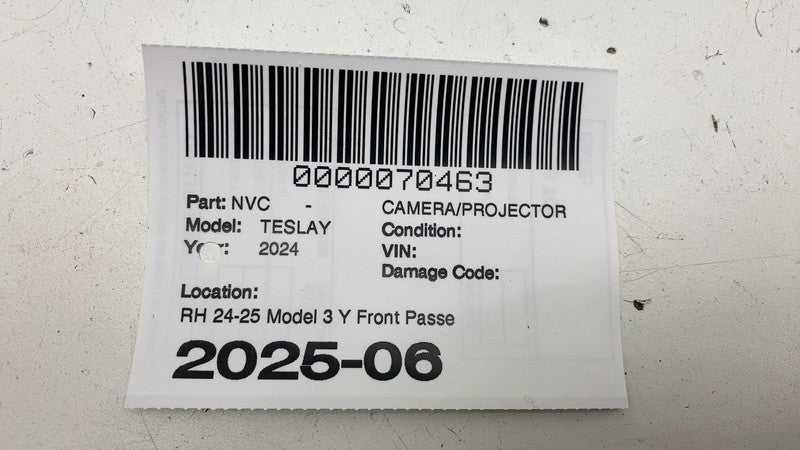 0000070463
Part: NVC - CAMERA/PROJECTOR
Model: TESLAY Condition:
Year: 2024 VIN:
Damage Code:
Location:
RH 24-25 Model 3 Y Front Passe
2025-06